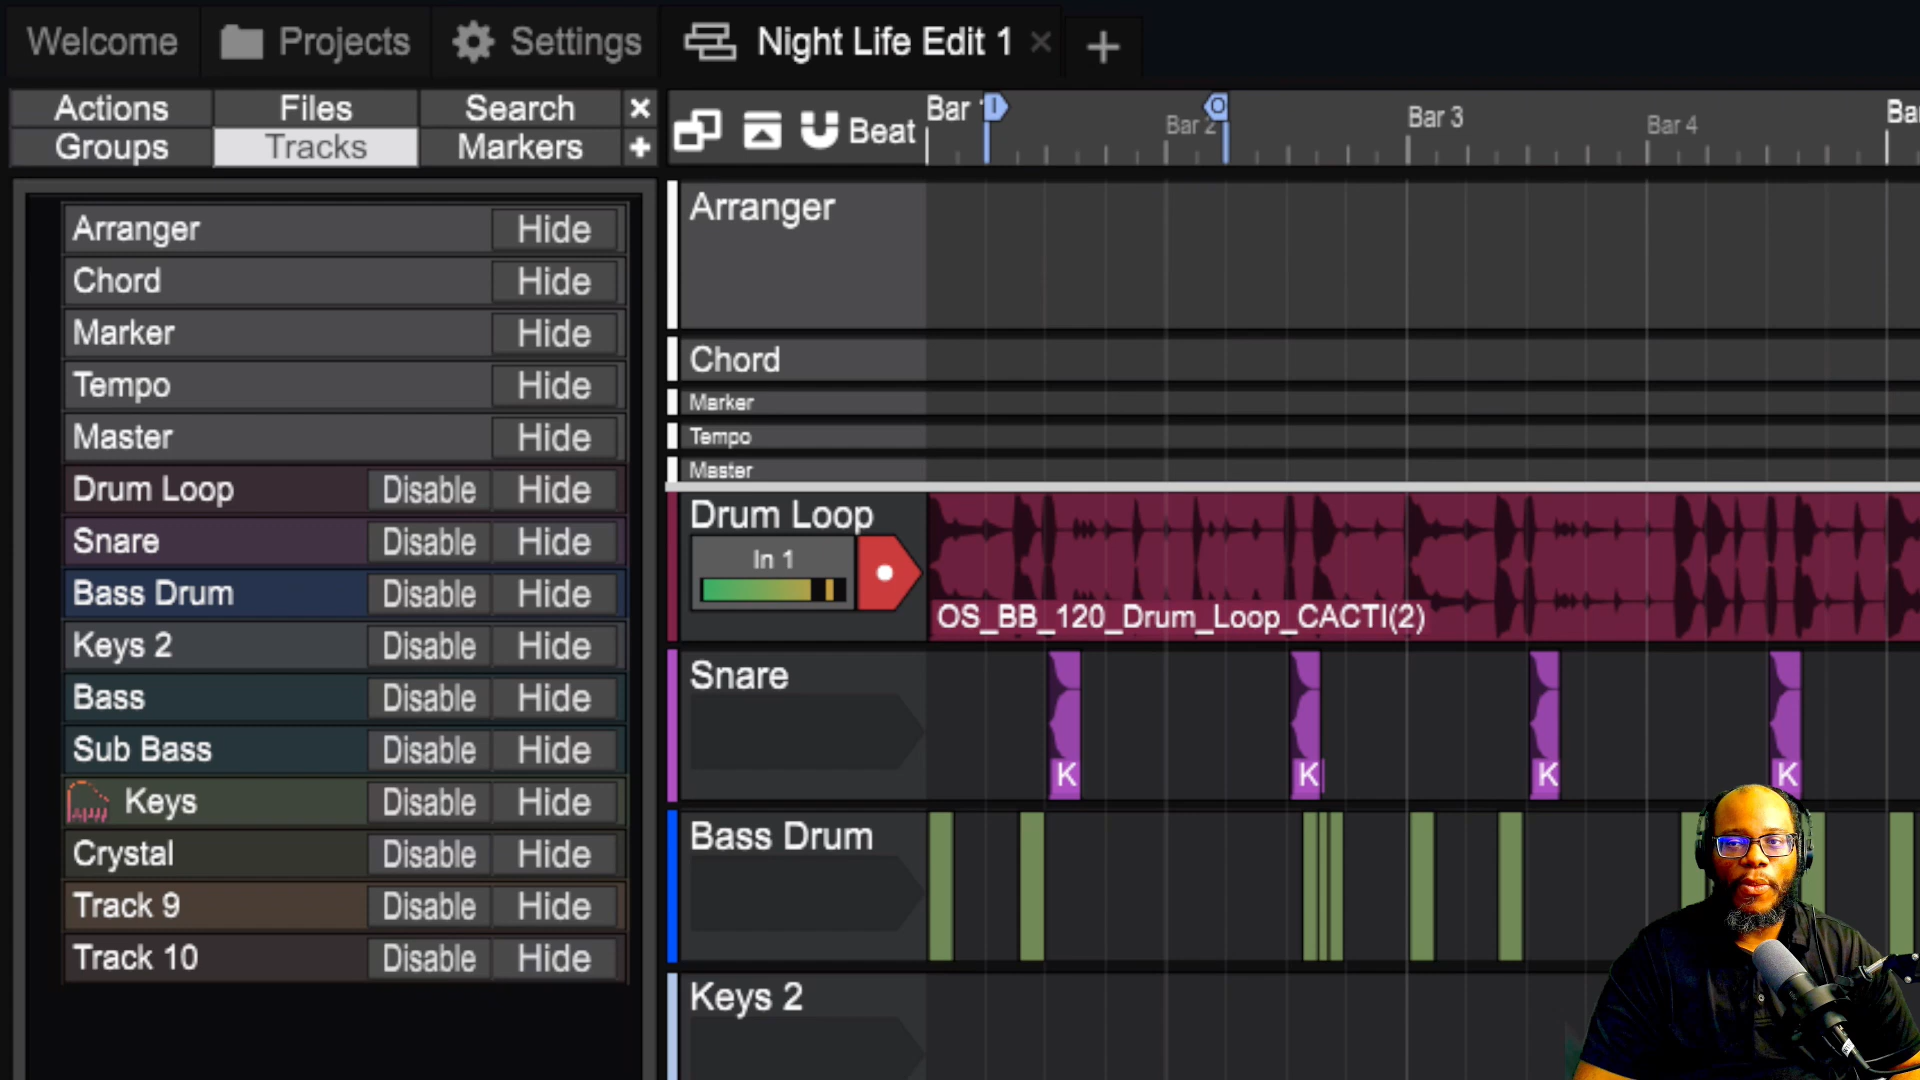 Welcome
Projects
Settings
Night Life Edit 1
Actions
Files
Search
Groups
Tracks
Markers
Beat
Bar
Bar 2
Bar 3
Bar 4
Arranger Hide
Chord Hide
Marker Hide
Tempo Hide
Master Hide
Drum Loop Disable Hide
Snare Disable Hide
Bass Drum Disable Hide
Keys 2 Disable Hide
Bass Disable Hide
Sub Bass Disable Hide
Keys Disable Hide
Crystal Disable Hide
Track 9 Disable Hide
Track 10 Disable Hide
Arranger
Chord
Marker
Tempo
Master
Drum Loop
In 1
OS_BB_120_Drum_Loop_CACTI(2)
Snare
K K K K
Bass Drum
Keys 2